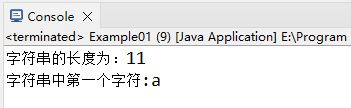 Console
<terminated> Example01 (9) [Java Application] E:\Program
字符串的长度为：11
字符串中第一个字符:a